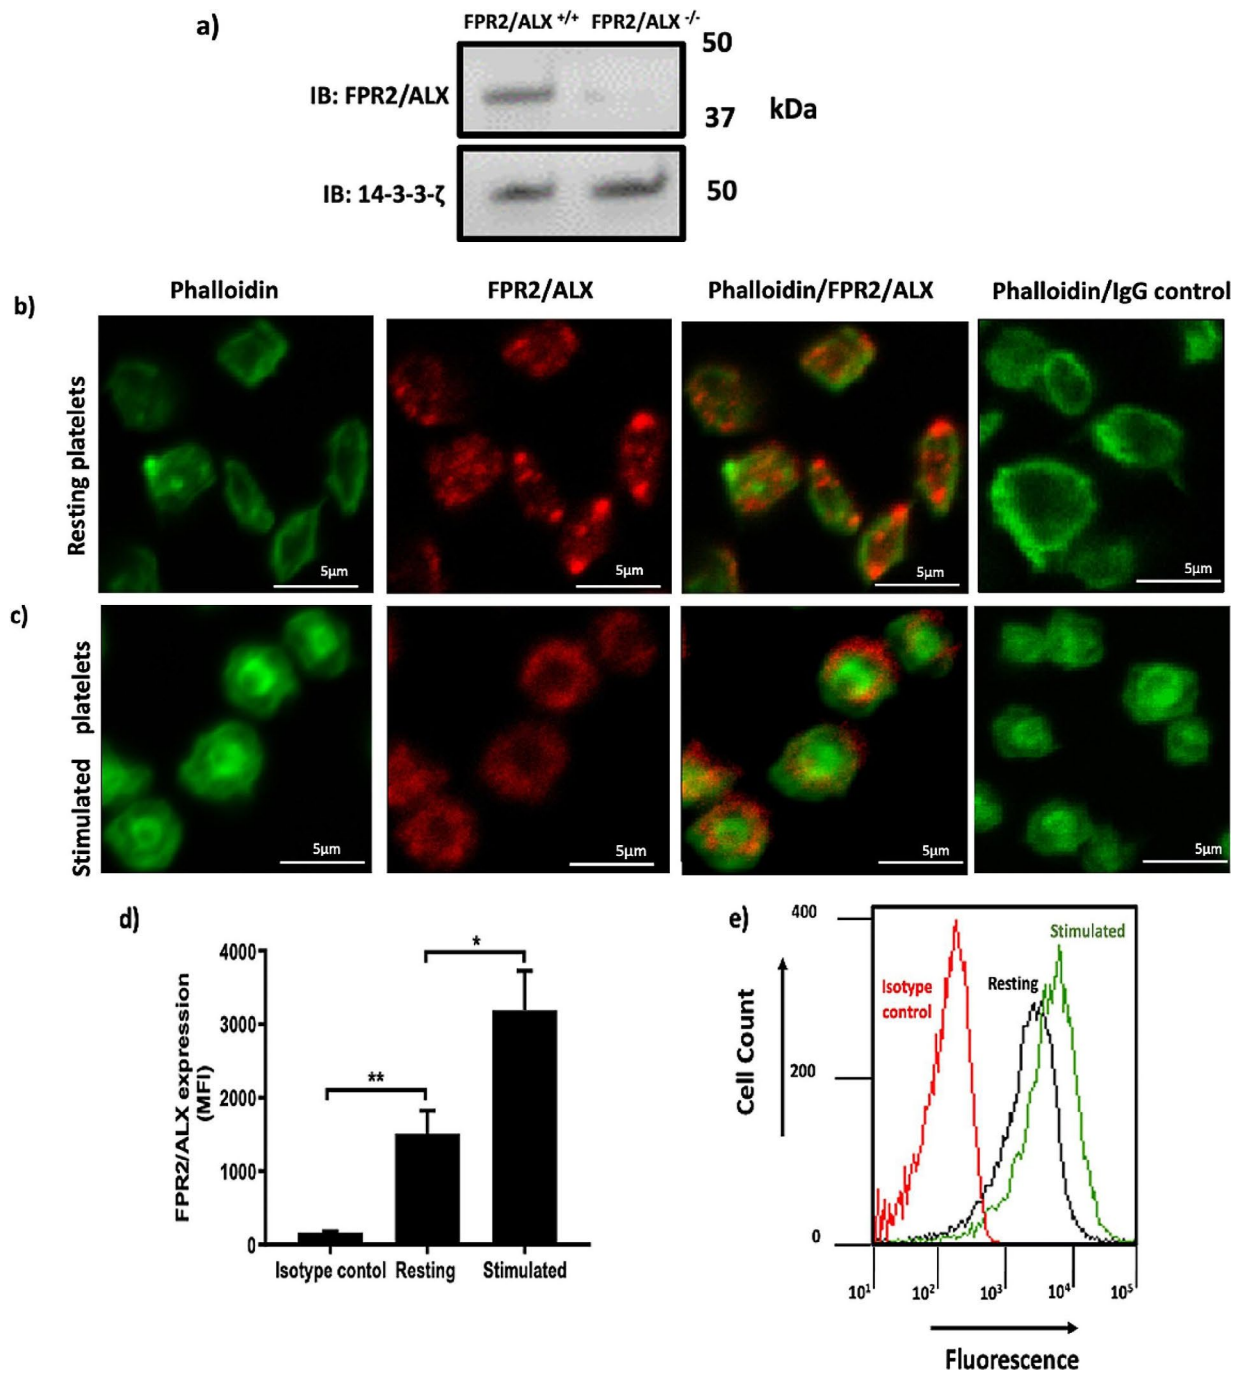 a)
FPR2/ALX +/+ FPR2/ALX -/-
50
IB: FPR2/ALX
37
kDa
IB: 14-3-3-ζ
50
b)
Phalloidin
FPR2/ALX
Phalloidin/FPR2/ALX
Phalloidin/IgG control
Resting platelets
5μm
5μm
5μm
5μm
c)
Stimulated platelets
5μm
5μm
5μm
5μm
d)
FPR2/ALX expression
(MFI)
4000
3000
2000
1000
0
**
*
Isotype contol Resting Stimulated
e)
Cell Count
400
200
0
Isotype
control
Resting
Stimulated
10¹ 10² 10³ 10⁴ 10⁵
Fluorescence